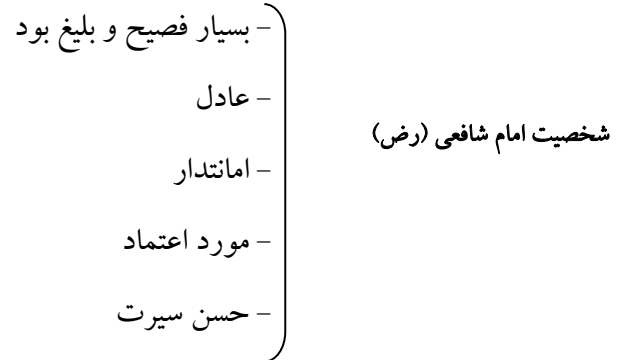 شخصیت امام شافعی (رض)
– بسیار فصیح و بلیغ بود
– عادل
– امانتدار
– مورد اعتماد
– حسن سیرت